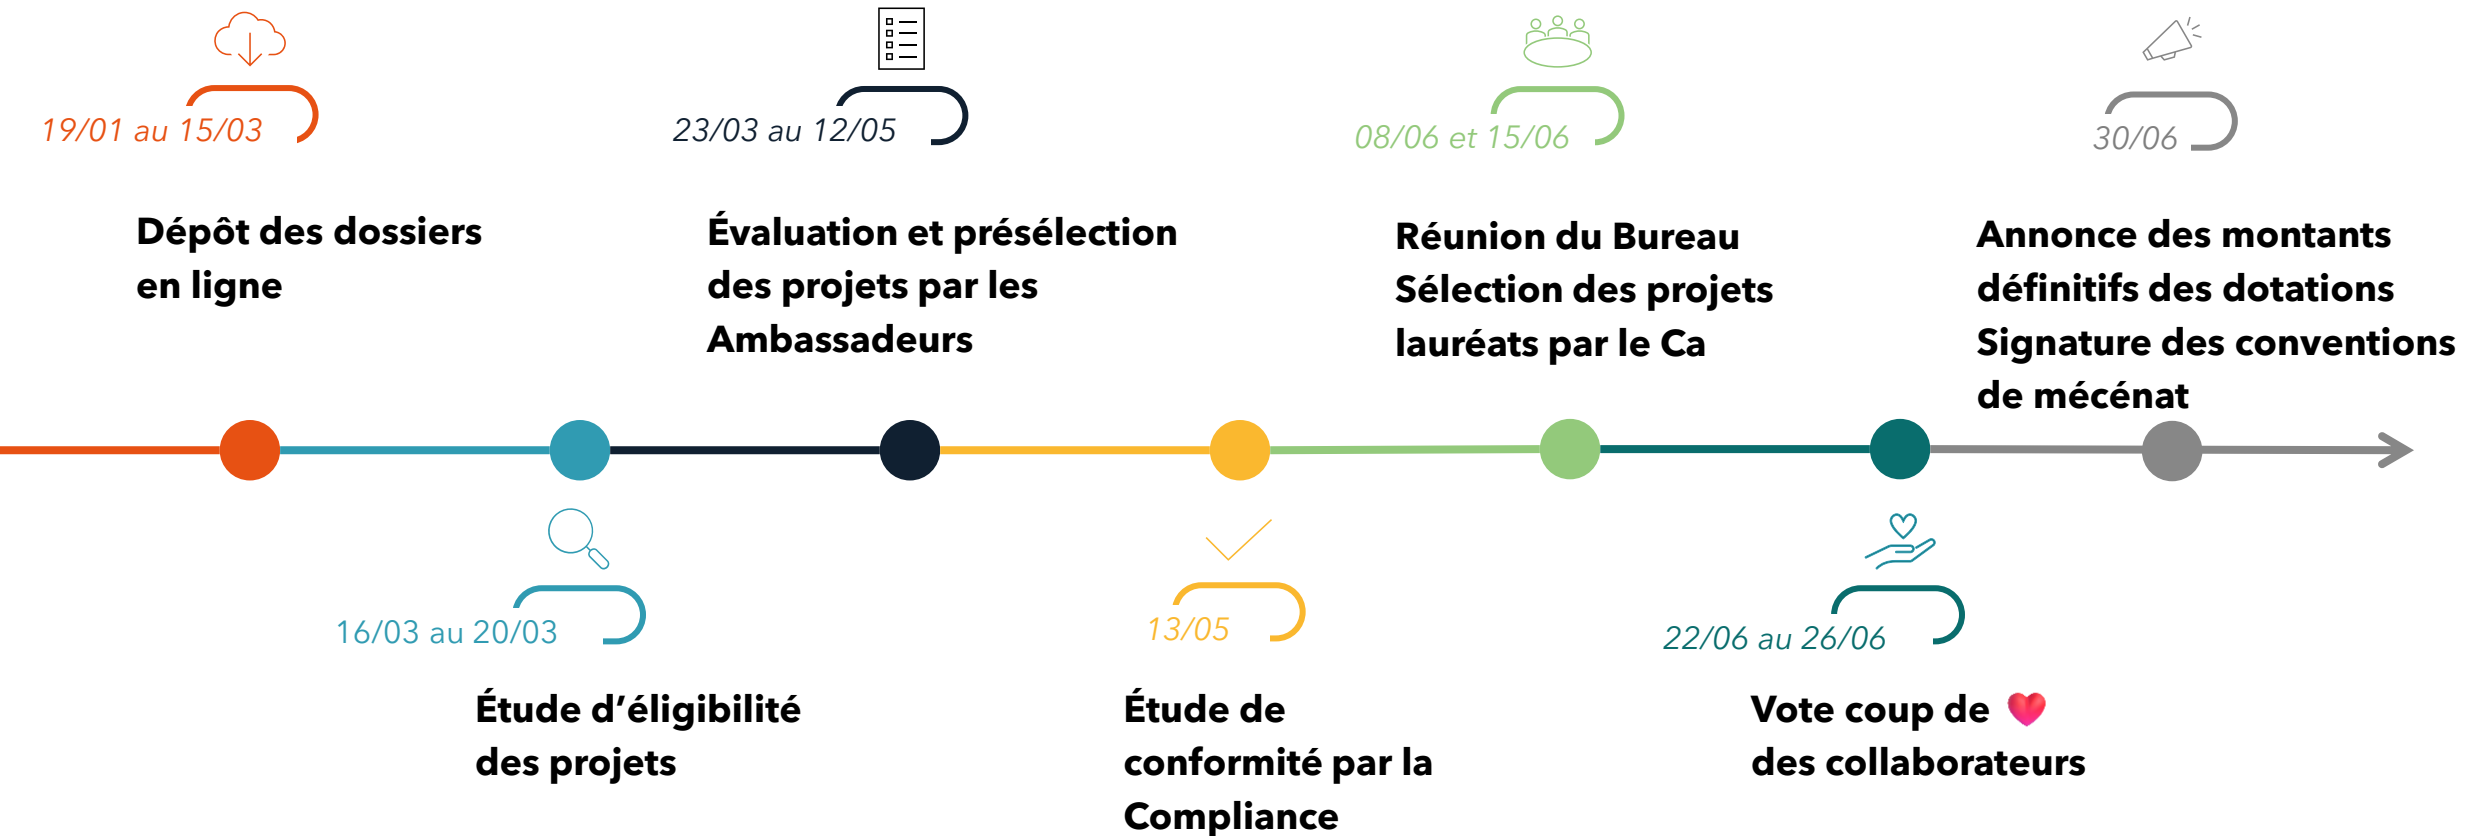 19/01 au 15/03
Dépôt des dossiers
en ligne
16/03 au 20/03
Étude d’éligibilité
des projets
23/03 au 12/05
Évaluation et présélection
des projets par les
Ambassadeurs
13/05
Étude de
conformité par la
Compliance
08/06 et 15/06
Réunion du Bureau
Sélection des projets
lauréats par le Ca
22/06 au 26/06
Vote coup de ❤️
des collaborateurs
30/06
Annonce des montants
définitifs des dotations
Signature des conventions
de mécénat